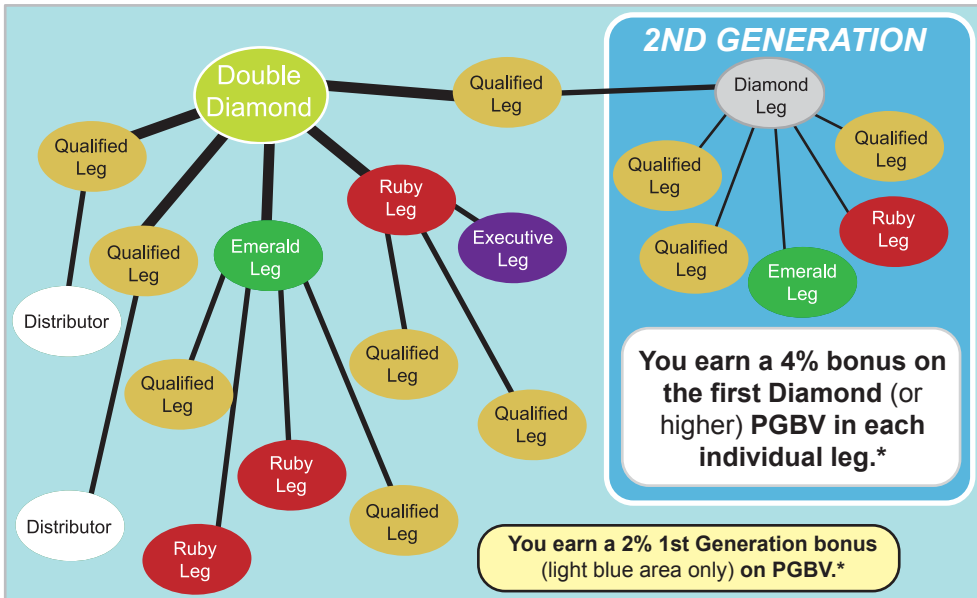 2ND GENERATION
Double
Diamond
Qualified
Leg
Diamond
Leg
Qualified
Leg
Qualified
Leg
Qualified
Leg
Ruby
Leg
Executive
Leg
Qualified
Leg
Emerald
Leg
Ruby
Leg
Qualified
Leg
Emerald
Leg
Distributor
Qualified
Leg
Qualified
Leg
Qualified
Leg
You earn a 4% bonus on
the first Diamond (or
higher) PGBV in each
individual leg.*
Ruby
Leg
Qualified
Leg
Distributor
Ruby
Leg
You earn a 2% 1st Generation bonus
(light blue area only) on PGBV.*